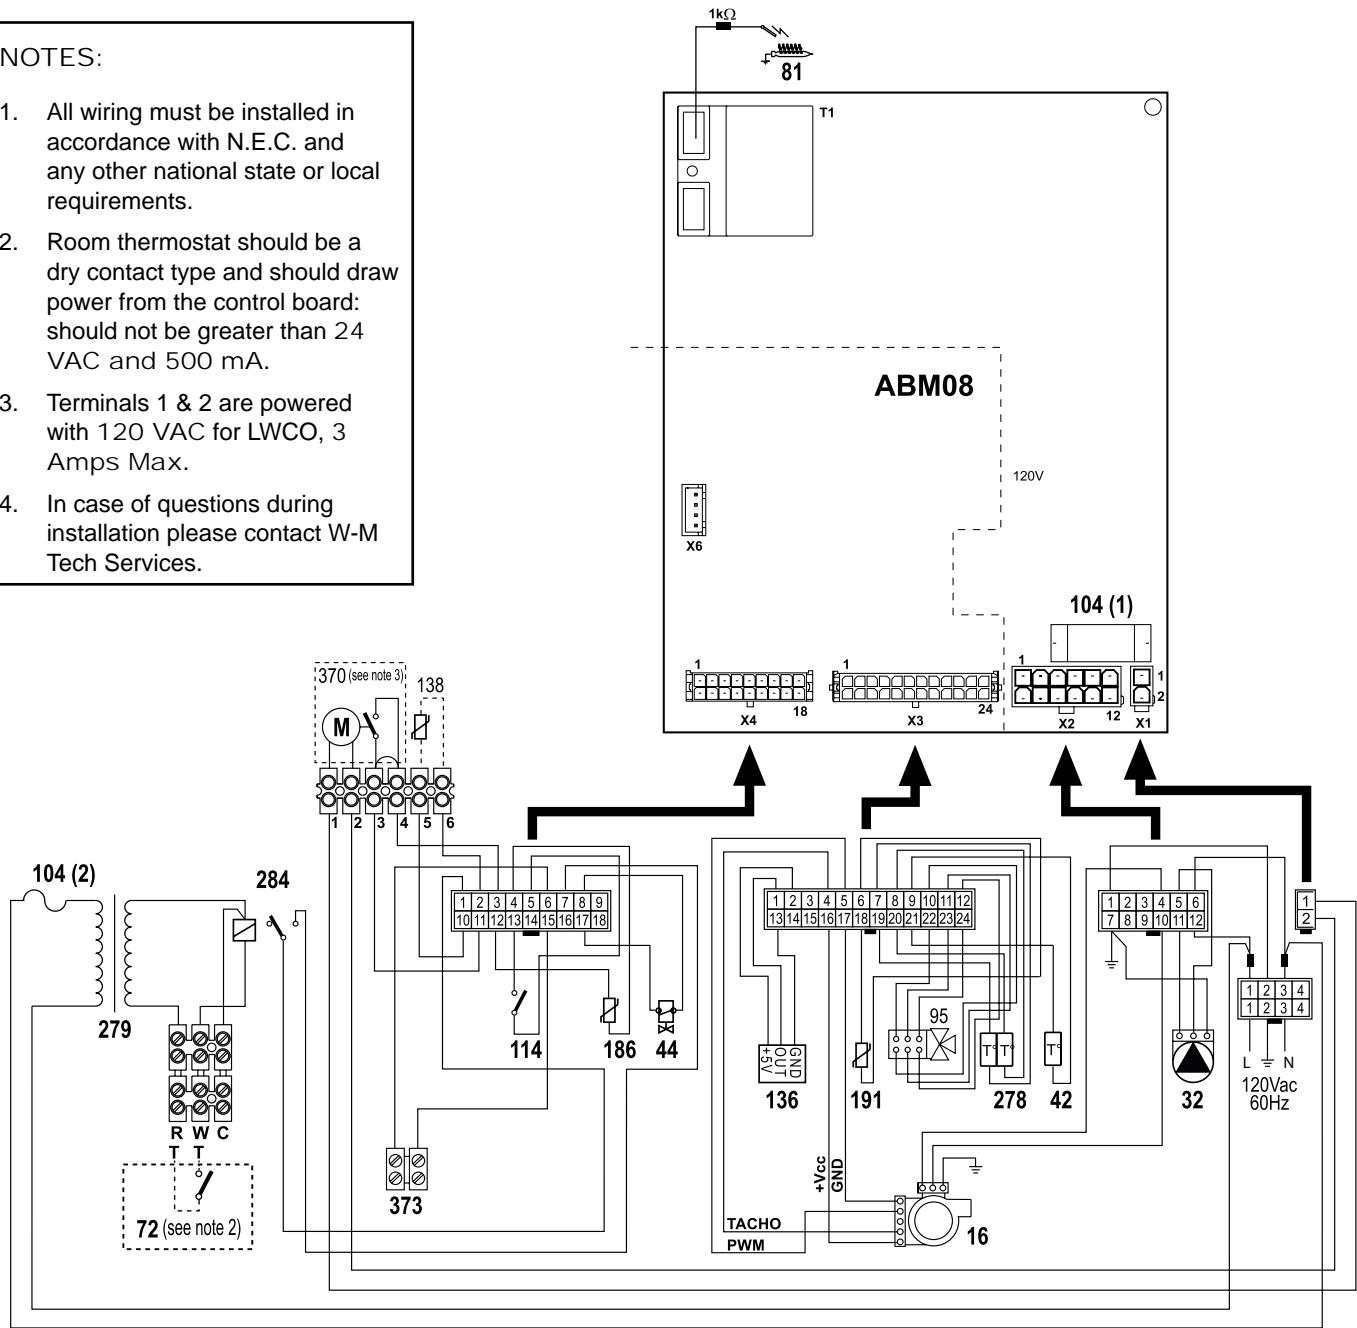 NOTES:
1. All wiring must be installed in
accordance with N.E.C. and
any other national state or local
requirements.
2. Room thermostat should be a
dry contact type and should draw
power from the control board:
should not be greater than 24
VAC and 500 mA.
3. Terminals 1 & 2 are powered
with 120 VAC for LWCO, 3
Amps Max.
4. In case of questions during
installation please contact W-M
Tech Services.
1kΩ
81
T1
ABM08
120V
X6
104 (1)
1
1
1
1
2
18
24
12
X4
X3
X2
X1
370 (see note 3)
138
M
1 2 3 4 5 6
104 (2)
284
279
1 2 3 4 5 6 7 8 9
10 11 12 13 14 15 16 17 18
1 2 3 4 5 6 7 8 9 10 11 12
13 14 15 16 17 18 19 20 21 22 23 24
1 2 3 4 5 6
7 8 9 10 11 12
1
2
1 2 3 4
1 2 3 4
L N
120Vac
60Hz
114
186
44
+5V
OUT
GND
136
191
95
T°
T°
278
T°
42
32
R W C
T T
72 (see note 2)
373
+Vcc
GND
TACHO
PWM
16